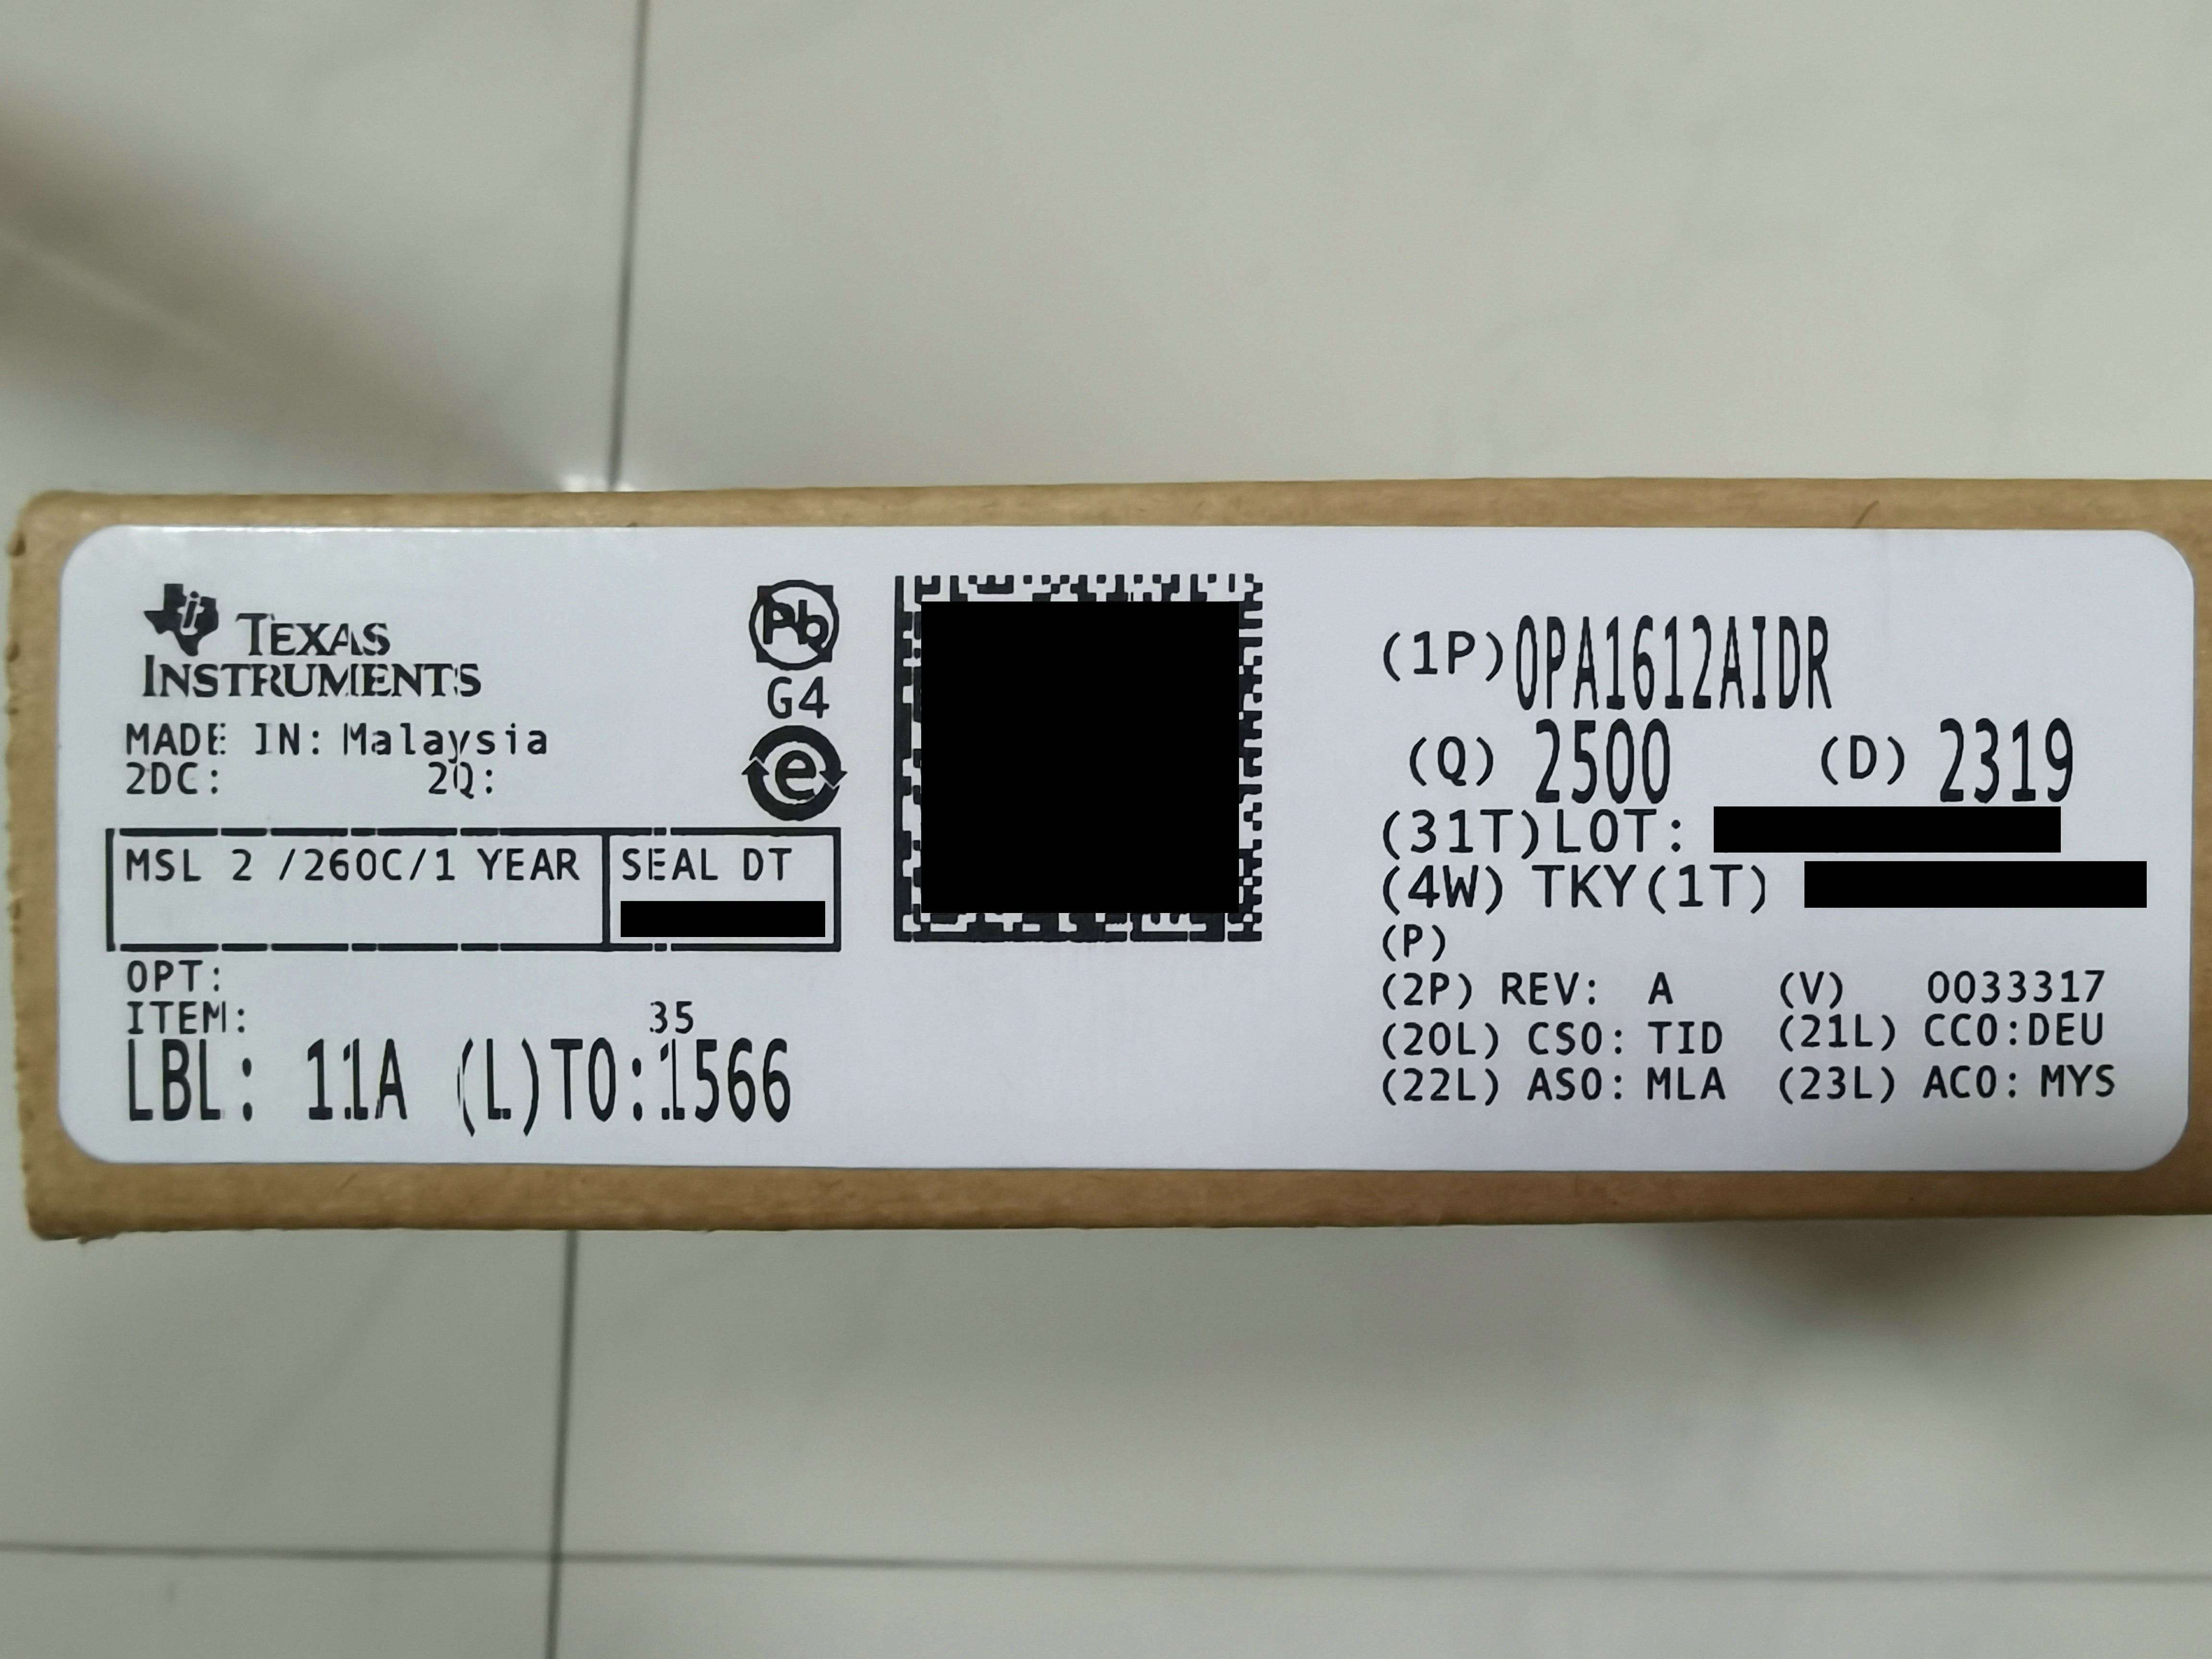 TEXAS
INSTRUMENTS
MADE IN: Malaysia
2DC: 2Q:
MSL 2 /260C/1 YEAR
SEAL DT
OPT:
ITEM:
35
LBL: 11A (L)TO:1566
Pb
G4
e
(1P)OPA1612AIDR
(Q) 2500 (D) 2319
(31T)LOT:
(4W) TKY(1T)
(P)
(2P) REV: A (V) 0033317
(20L) CSO: TID (21L) CCO:DEU
(22L) ASO: MLA (23L) ACO: MYS